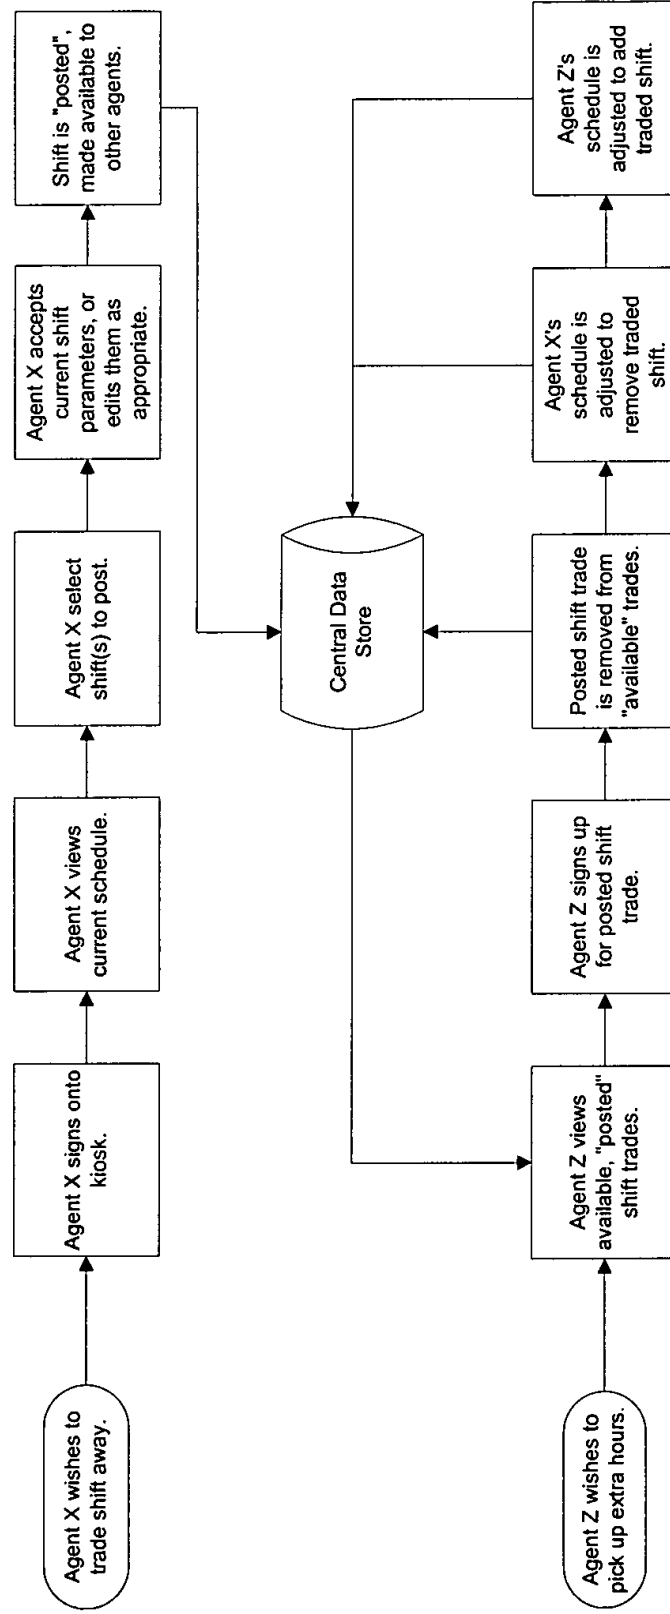 Agent X wishes to
trade shift away.
Agent X signs onto
kiosk.
Agent X views
current schedule.
Agent X select
shift(s) to post.
Agent X accepts
current shift
parameters, or
edits them as
appropriate.
Shift is "posted",
made available to
other agents.
Central Data
Store
Agent Z wishes to
pick up extra hours.
Agent Z views
available, "posted"
shift trades.
Agent Z signs up
for posted shift
trade.
Posted shift trade
is removed from
"available" trades.
Agent X's
schedule is
adjusted to
remove traded
shift.
Agent Z's
schedule is
adjusted to add
traded shift.